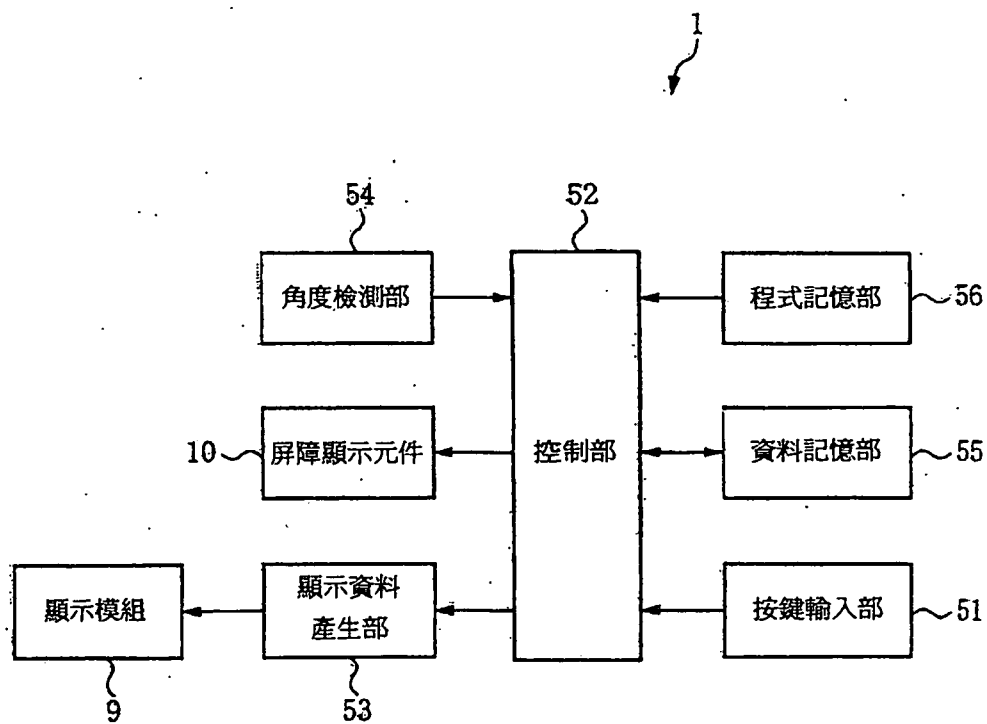 1
54
52
角度檢測部
程式記憶部
56
10
屏障顯示元件
控制部
資料記憶部
55
顯示模組
顯示資料
產生部
按鍵輸入部
51
9
53